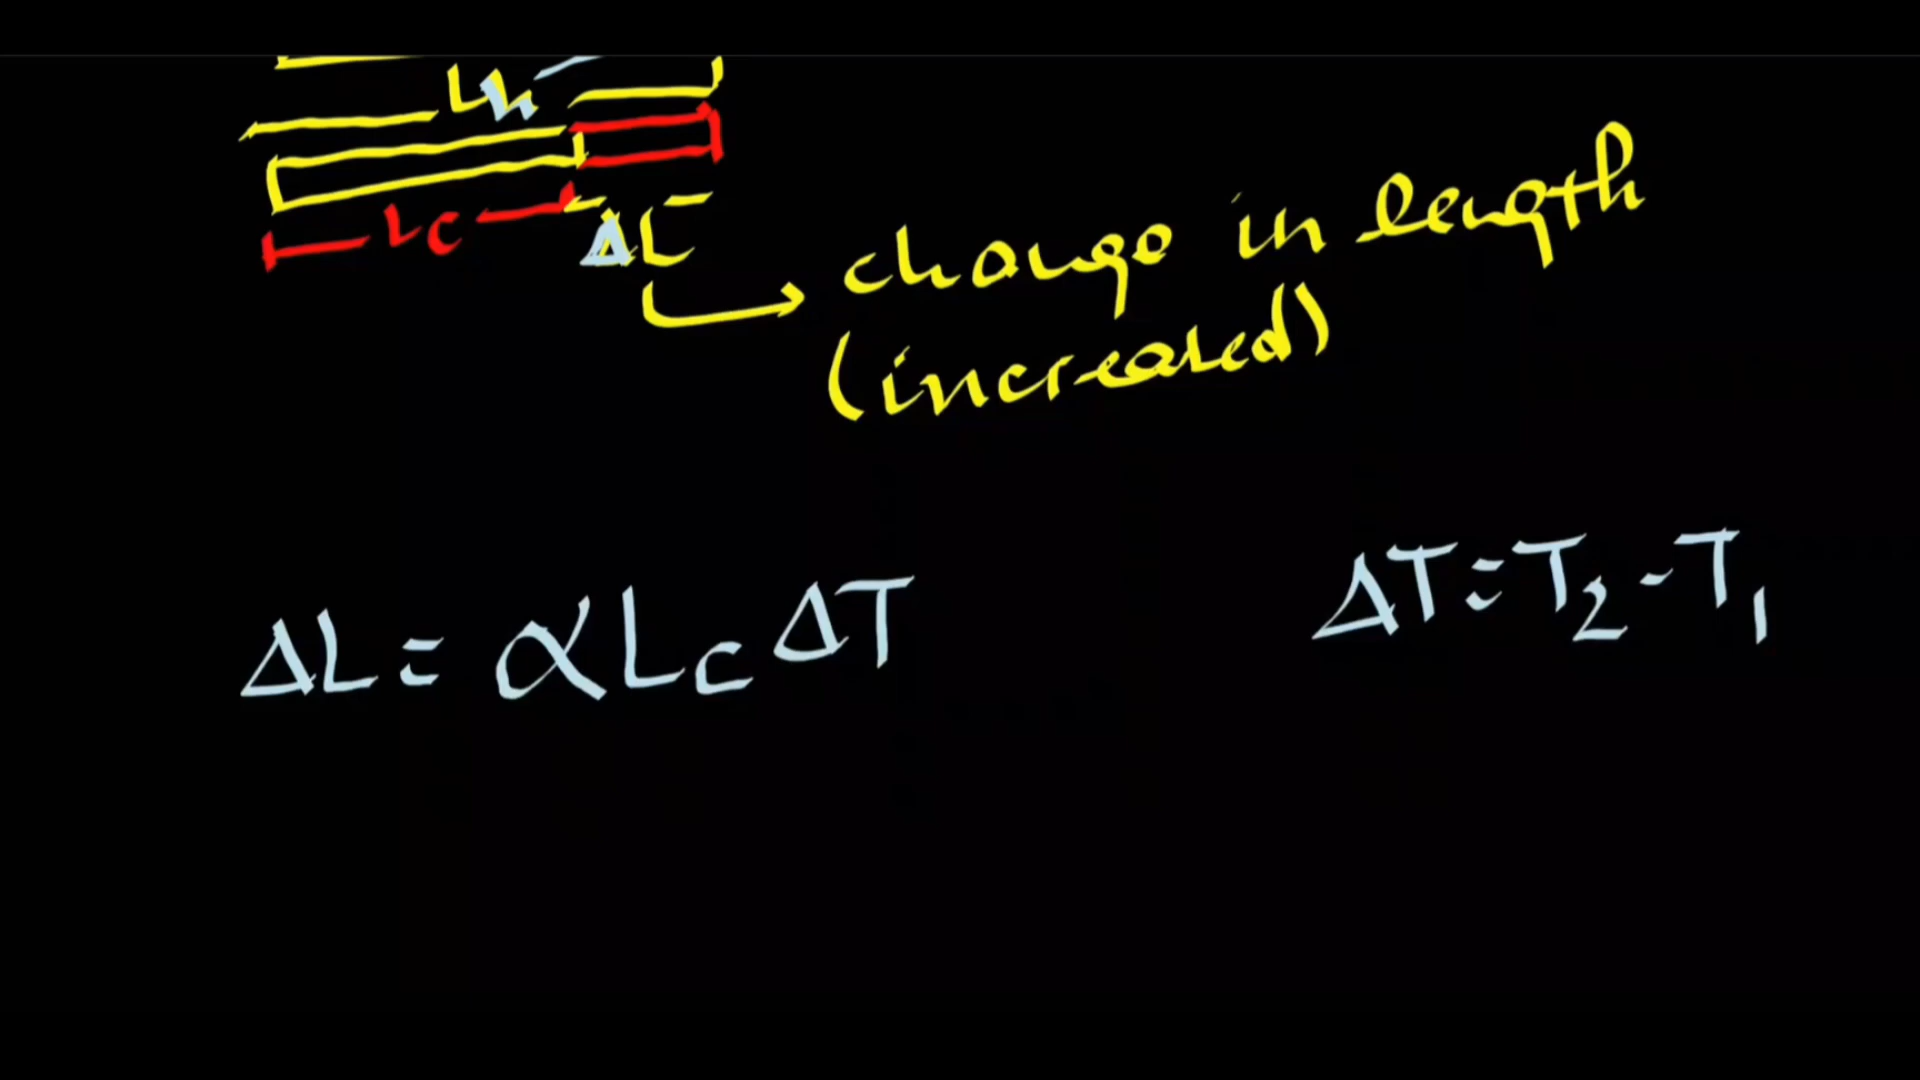 Lh
Lc
ΔL
change in length
(increased)
ΔL = αLcΔT
ΔT = T₂ - T₁